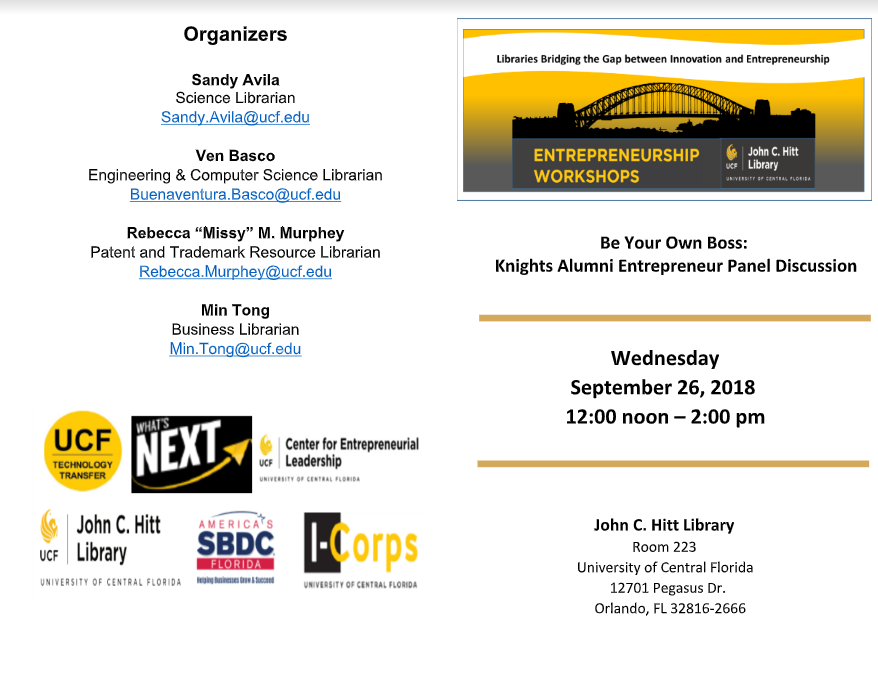 Organizers
Sandy Avila
Science Librarian
Sandy.Avila@ucf.edu
Ven Basco
Engineering & Computer Science Librarian
Buenaventura.Basco@ucf.edu
Rebecca “Missy” M. Murphey
Patent and Trademark Resource Librarian
Rebecca.Murphey@ucf.edu
Min Tong
Business Librarian
Min.Tong@ucf.edu
UCF
TECHNOLOGY
TRANSFER
WHAT'S
NEXT
UCF
Center for Entrepreneurial
Leadership
UNIVERSITY OF CENTRAL FLORIDA
UCF
John C. Hitt
Library
UNIVERSITY OF CENTRAL FLORIDA
AMERICA'S
SBDC
FLORIDA
Helping Businesses Grow & Succeed
I-Corps
UNIVERSITY OF CENTRAL FLORIDA
Libraries Bridging the Gap between Innovation and Entrepreneurship
ENTREPRENEURSHIP
WORKSHOPS
UCF
John C. Hitt
Library
UNIVERSITY OF CENTRAL FLORIDA
Be Your Own Boss:
Knights Alumni Entrepreneur Panel Discussion
Wednesday
September 26, 2018
12:00 noon – 2:00 pm
John C. Hitt Library
Room 223
University of Central Florida
12701 Pegasus Dr.
Orlando, FL 32816-2666